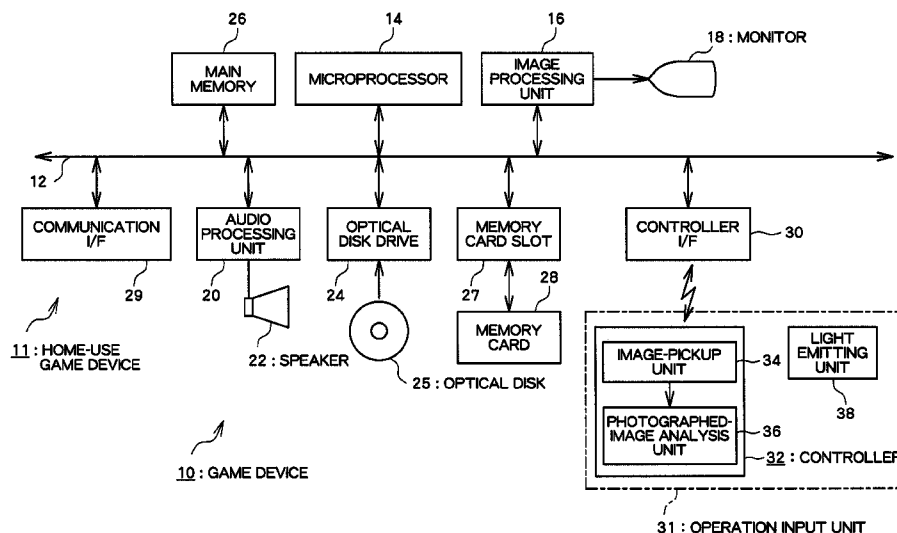 26
14
16
18 : MONITOR
MAIN
MEMORY
MICROPROCESSOR
IMAGE
PROCESSING
UNIT
12
COMMUNICATION
I/F
AUDIO
PROCESSING
UNIT
OPTICAL
DISK DRIVE
MEMORY
CARD SLOT
CONTROLLER
I/F
29
20
24
27
28
30
11 : HOME-USE
GAME DEVICE
22 : SPEAKER
25 : OPTICAL DISK
MEMORY
CARD
IMAGE-PICKUP
UNIT
34
LIGHT
EMITTING
UNIT
38
PHOTOGRAPHED-
IMAGE ANALYSIS
UNIT
36
32 : CONTROLLER
10 : GAME DEVICE
31 : OPERATION INPUT UNIT